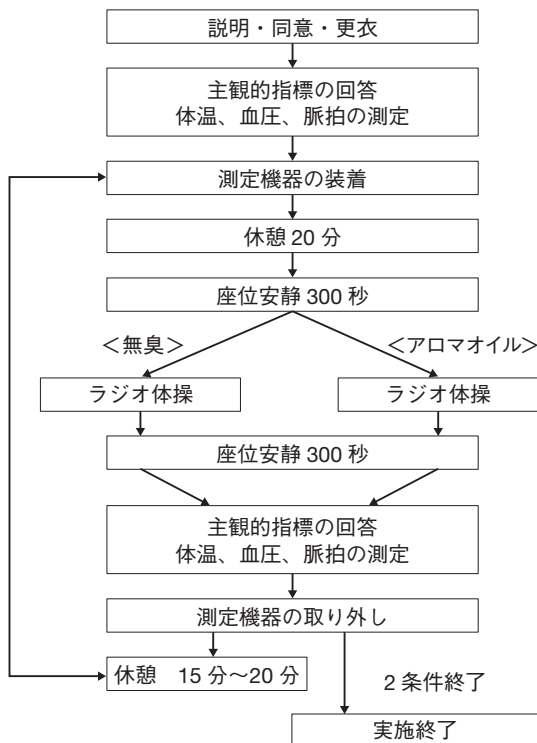 説明・同意・更衣
主観的指標の回答
体温、血圧、脈拍の測定
測定機器の装着
休憩 20 分
座位安静 300 秒
＜無臭＞
＜アロマオイル＞
ラジオ体操
ラジオ体操
座位安静 300 秒
主観的指標の回答
体温、血圧、脈拍の測定
測定機器の取り外し
休憩　15 分～20 分
2 条件終了
実施終了